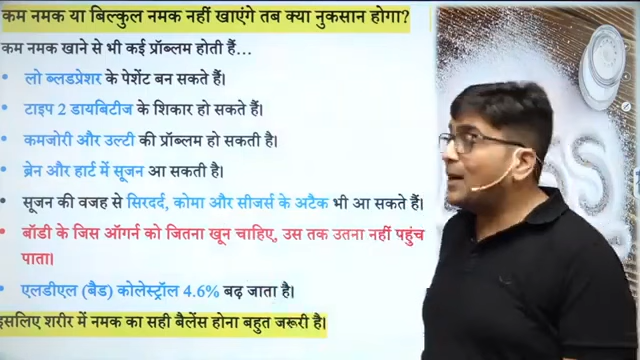 कम नमक या बिल्कुल नमक नहीं खाएंगे तब क्या नुकसान होगा?
कम नमक खाने से भी कई प्रॉब्लम होती हैं...
• लो ब्लडप्रेशर के पेशेंट बन सकते हैं।
• टाइप 2 डायबिटीज के शिकार हो सकते हैं।
• कमजोरी और उल्टी की प्रॉब्लम हो सकती है।
• ब्रेन और हार्ट में सूजन आ सकती है।
• सूजन की वजह से सिरदर्द, कोमा और सीजर्स के अटैक भी आ सकते हैं।
• बॉडी के जिस ऑर्गन को जितना खून चाहिए, उस तक उतना नहीं पहुंच
पाता।
• एलडीएल (बैड) कोलेस्ट्रॉल 4.6% बढ़ जाता है।
इसलिए शरीर में नमक का सही बैलेंस होना बहुत जरूरी है।